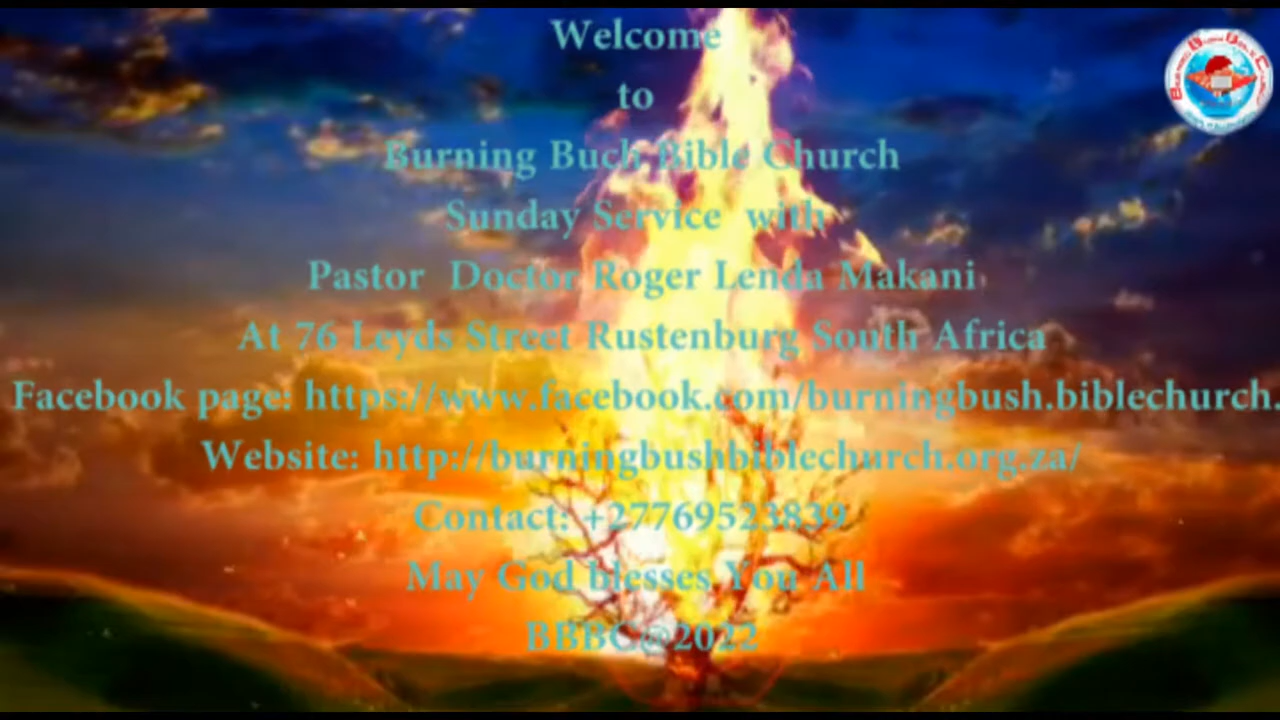 Welcome
to
Burning Buch Bible Church
Sunday Service with
Pastor Doctor Roger Lenda Makani
At 76 Leyds Street Rustenburg South Africa
Facebook page: https://www.facebook.com/burningbush.biblechurch.
Website: http://burningbushbiblechurch.org.za/
Contact: +27769523839
May God blesses You All
BBBC@2022